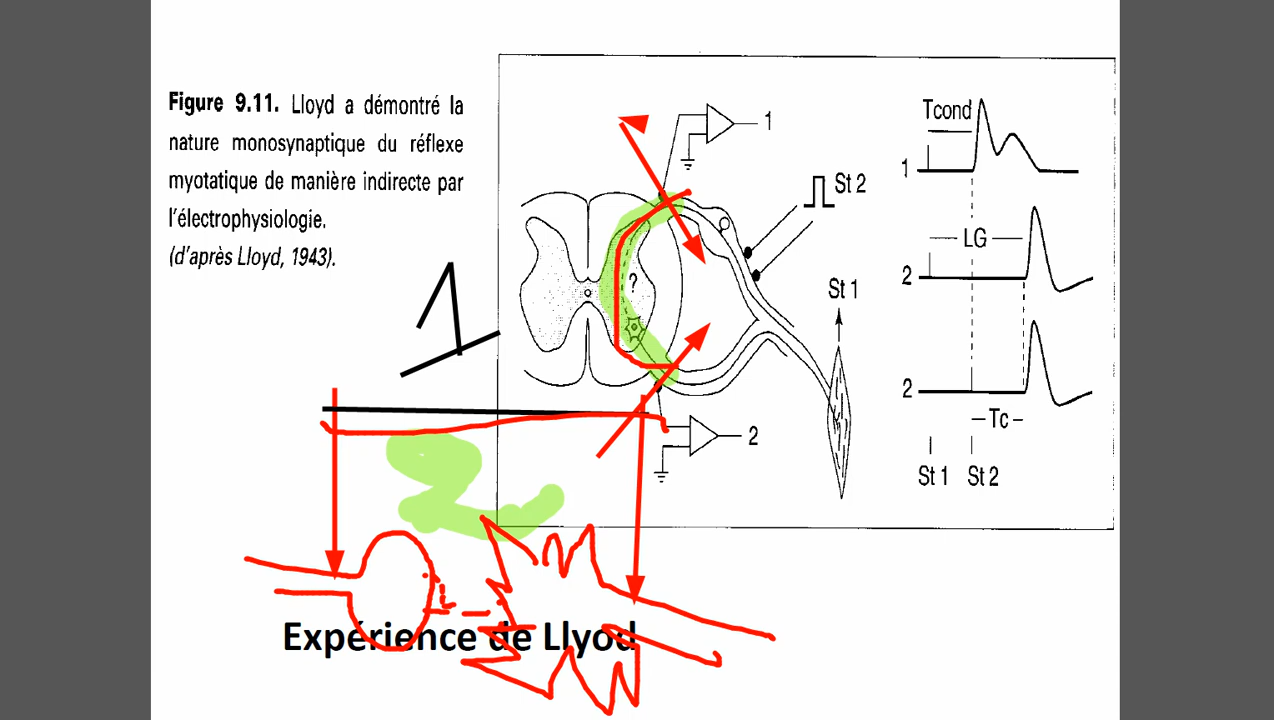 Figure 9.11. Lloyd a démontré la
nature monosynaptique du réflexe
myotatique de manière indirecte par
l'électrophysiologie.
(d'après Lloyd, 1943).
1
St 2
?
St 1
2
Tcond
1
LG
2
2
Tc
St 1 St 2
1
2
Expérience de Llyod